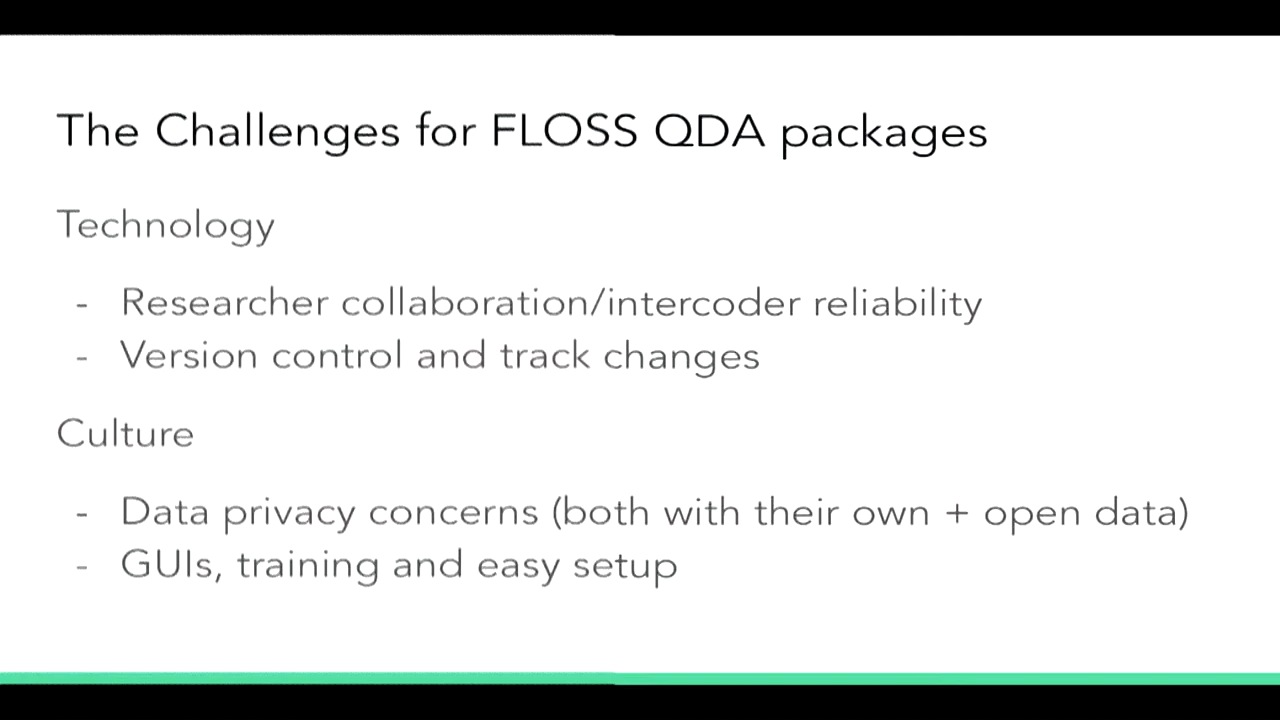 The Challenges for FLOSS QDA packages
Technology
- Researcher collaboration/intercoder reliability
- Version control and track changes
Culture
- Data privacy concerns (both with their own + open data)
- GUIs, training and easy setup